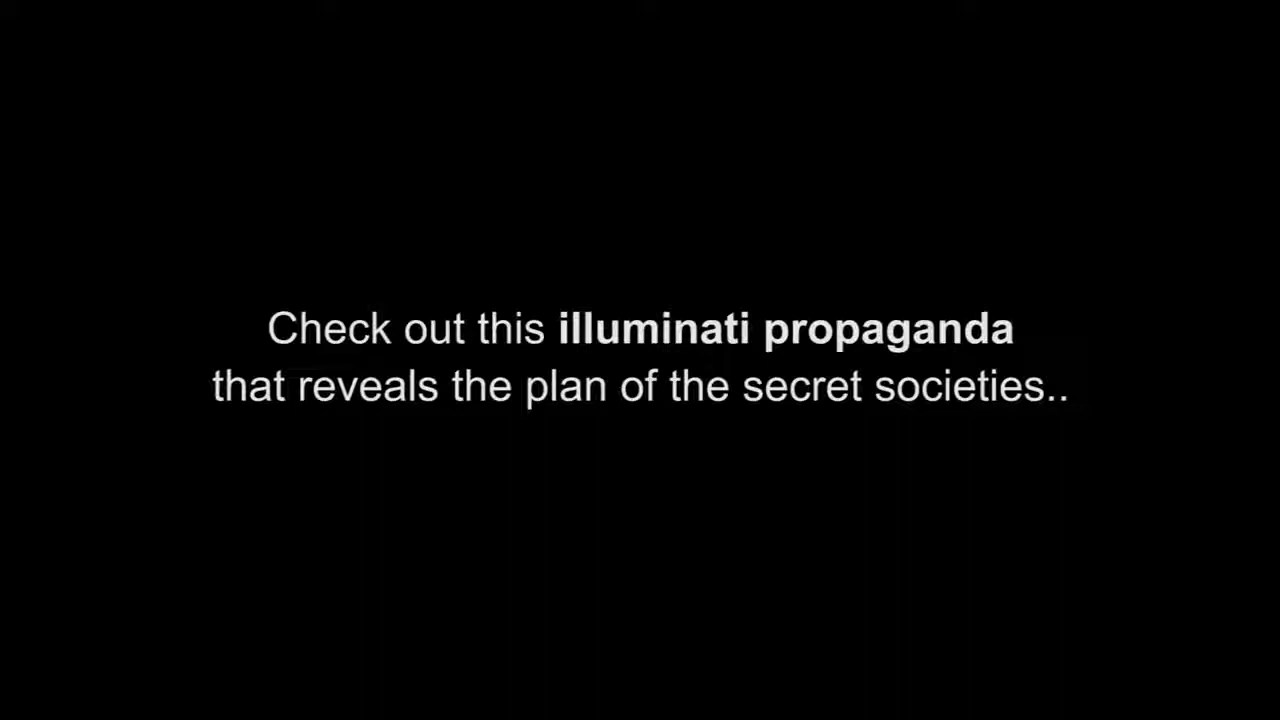 Check out this illuminati propaganda
that reveals the plan of the secret societies..